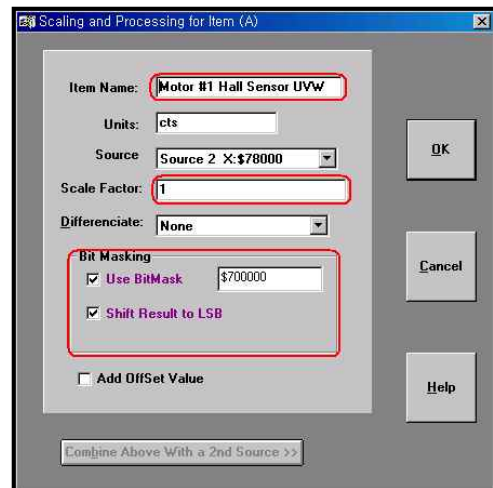 Scaling and Processing for Item (A)
Item Name: Motor #1 Hall Sensor UVW
Units: cts
Source Source 2 X:$78000
Scale Factor: 1
Differenciate: None
Bit Masking
Use BitMask $700000
Shift Result to LSB
Add OffSet Value
Combine Above With a 2nd Source >>
OK
Cancel
Help